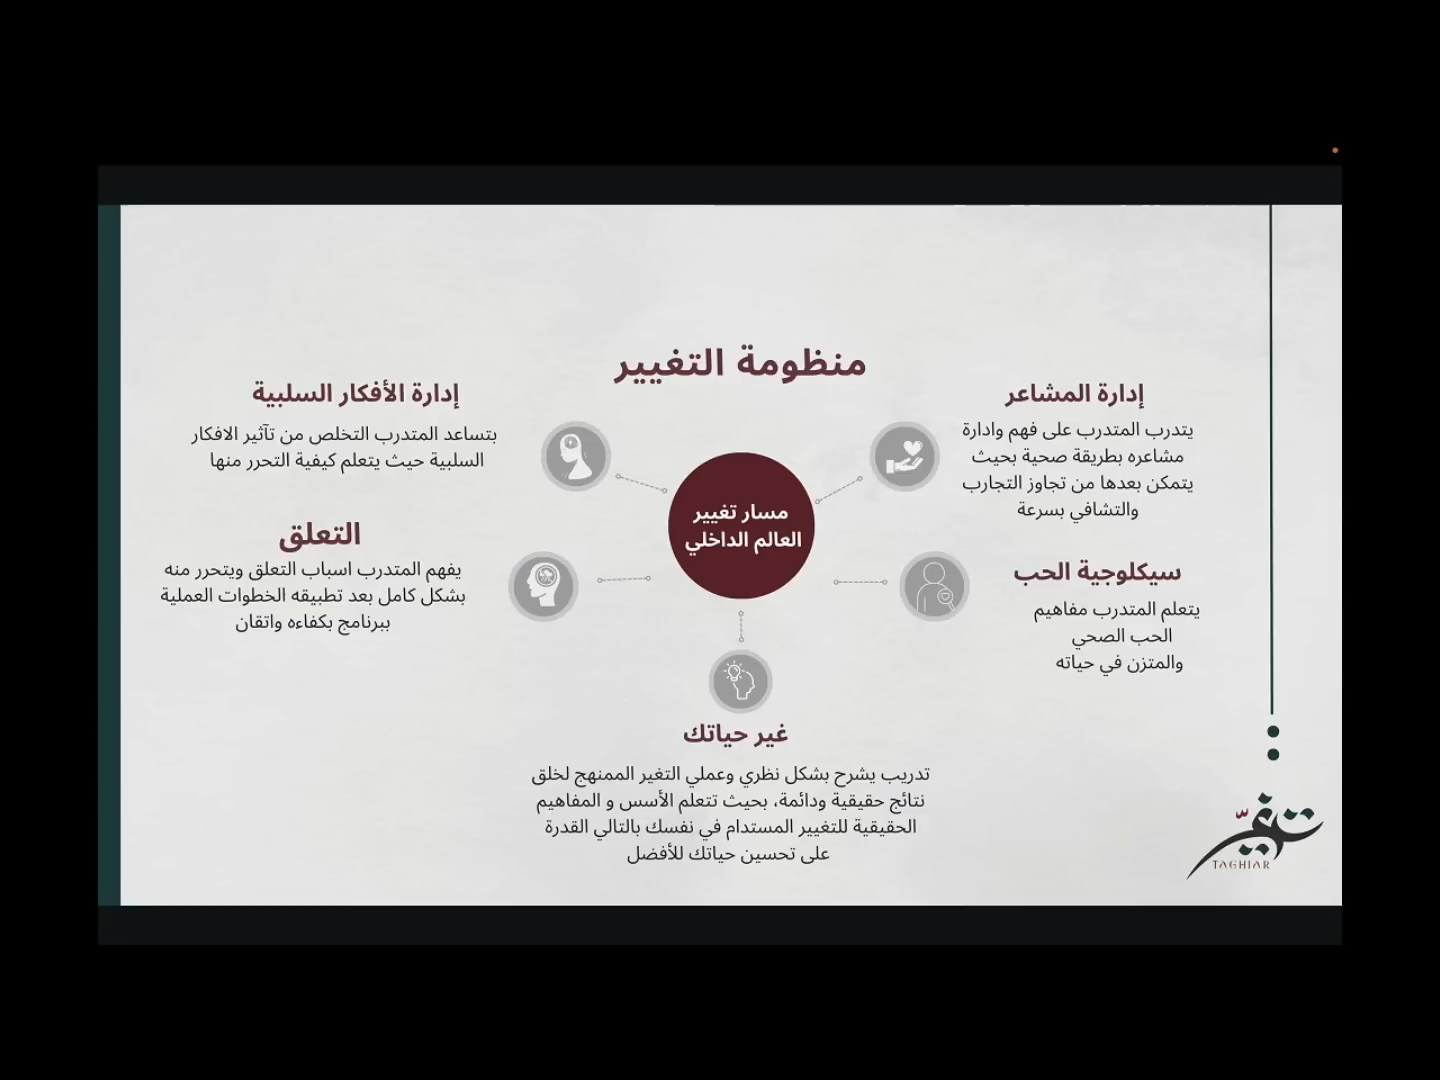 منظومة التغيير
إدارة المشاعر
يتدرب المتدرب على فهم وادارة
مشاعره بطريقة صحية بحيث
يتمكن بعدها من تجاوز التجارب
والتشافي بسرعة
إدارة الأفكار السلبية
بتساعد المتدرب التخلص من تآثير الافكار
السلبية حيث يتعلم كيفية التحرر منها
مسار تغيير
العالم الداخلي
سيكلوجية الحب
يتعلم المتدرب مفاهيم
الحب الصحي
والمتزن في حياته
التعلق
يفهم المتدرب اسباب التعلق ويتحرر منه
بشكل كامل بعد تطبيقه الخطوات العملية
ببرنامج بكفاءه واتقان
غير حياتك
تدريب يشرح بشكل نظري وعملي التغير الممنهج لخلق
نتائج حقيقية ودائمة، بحيث تتعلم الأسس و المفاهيم
الحقيقية للتغيير المستدام في نفسك بالتالي القدرة
على تحسين حياتك للأفضل
تغيّر
TAGHIAR